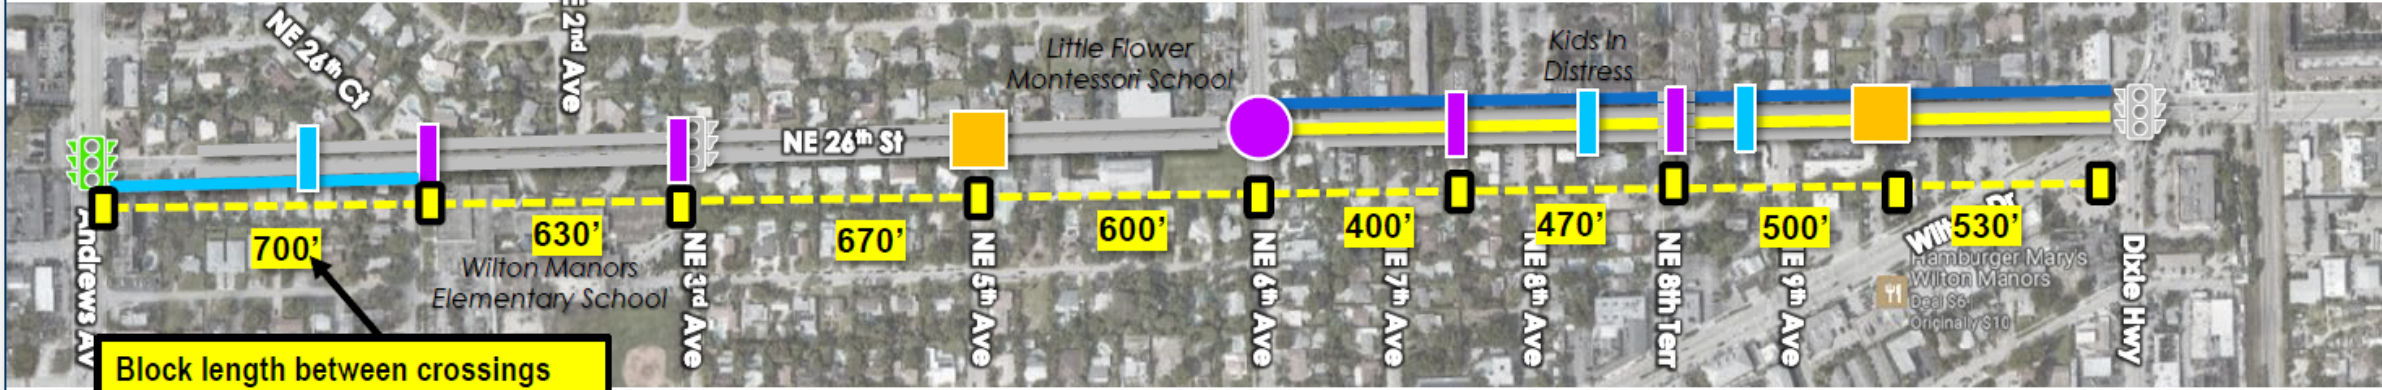 NE 26th Ct
2nd Ave
Little Flower
Montessori School
Kids In
Distress
NE 26th St
700’
630’
670’
600’
400’
470’
500’
530’
Wilton Manors
Elementary School
Andrews Av
NE 3rd Ave
NE 5th Ave
NE 6th Ave
NE 7th Ave
NE 8th Ave
NE 8th Terr
NE 9th Ave
Dr
Dixie Hwy
Hamburger Mary's
Wilton Manors
Deal $6
Originally $10
Block length between crossings